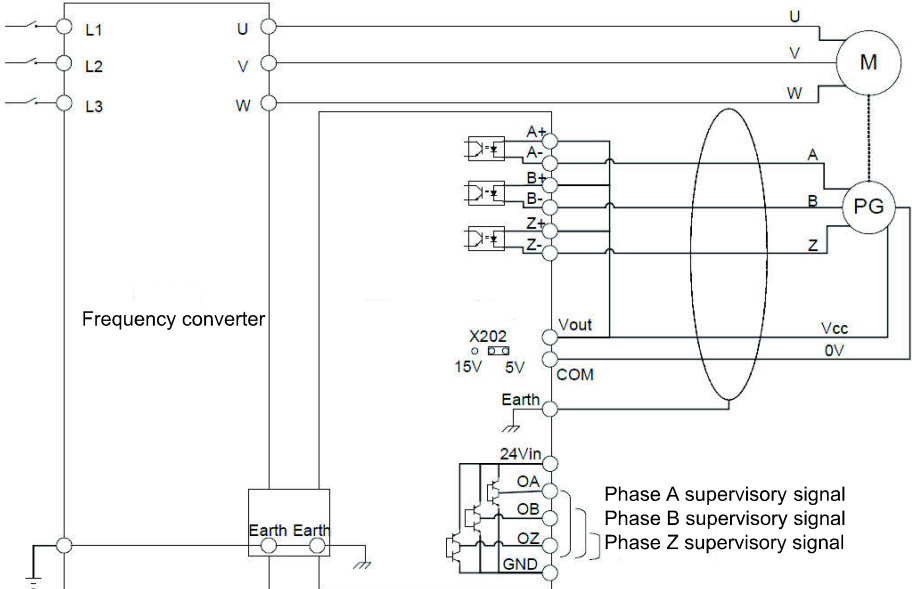 L1
U
U
L2
V
V
M
L3
W
W
A+
A-
A
B+
B-
B
PG
Z+
Z-
Z
Frequency converter
Vout
Vcc
X202
0V
15V
5V
COM
Earth
24Vin
OA
Phase A supervisory signal
OB
Phase B supervisory signal
Earth
Earth
OZ
Phase Z supervisory signal
GND